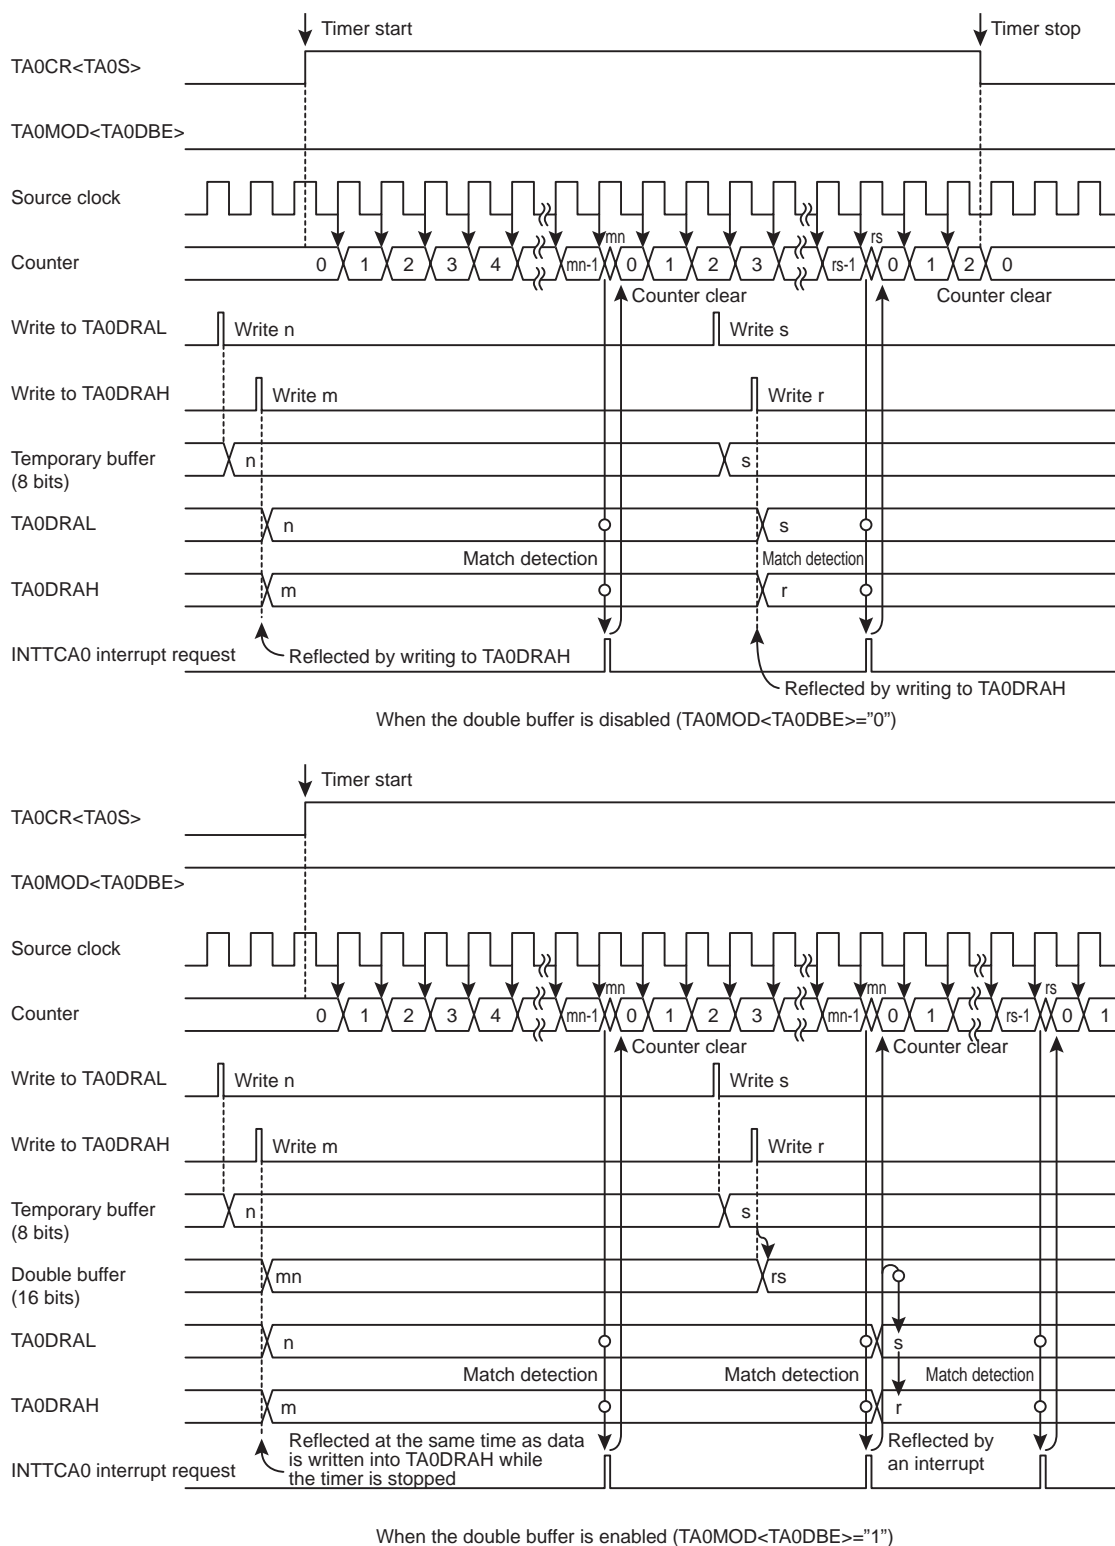 Timer start
Timer stop
TA0CR<TA0S>
TA0MOD<TA0DBE>
Source clock
mn rs
Counter 0 1 2 3 4 mn-1 0 1 2 3 rs-1 0 1 2 0
Counter clear Counter clear
Write to TA0DRAL Write n Write s
Write to TA0DRAH Write m Write r
Temporary buffer
(8 bits)
n s
TA0DRAL n s
Match detection Match detection
TA0DRAH m r
INTTCA0 interrupt request
Reflected by writing to TA0DRAH
Reflected by writing to TA0DRAH
When the double buffer is disabled (TA0MOD<TA0DBE>=”0”)
Timer start
TA0CR<TA0S>
TA0MOD<TA0DBE>
Source clock
mn mn rs
Counter 0 1 2 3 4 mn-1 0 1 2 3 mn-1 0 1 rs-1 0 1
Counter clear Counter clear
Write to TA0DRAL Write n Write s
Write to TA0DRAH Write m Write r
Temporary buffer
(8 bits)
n s
Double buffer
(16 bits)
mn rs
TA0DRAL n s
Match detection Match detection Match detection
TA0DRAH m r
Reflected at the same time as data
is written into TA0DRAH while
the timer is stopped
Reflected by
an interrupt
INTTCA0 interrupt request
When the double buffer is enabled (TA0MOD<TA0DBE>=”1”)